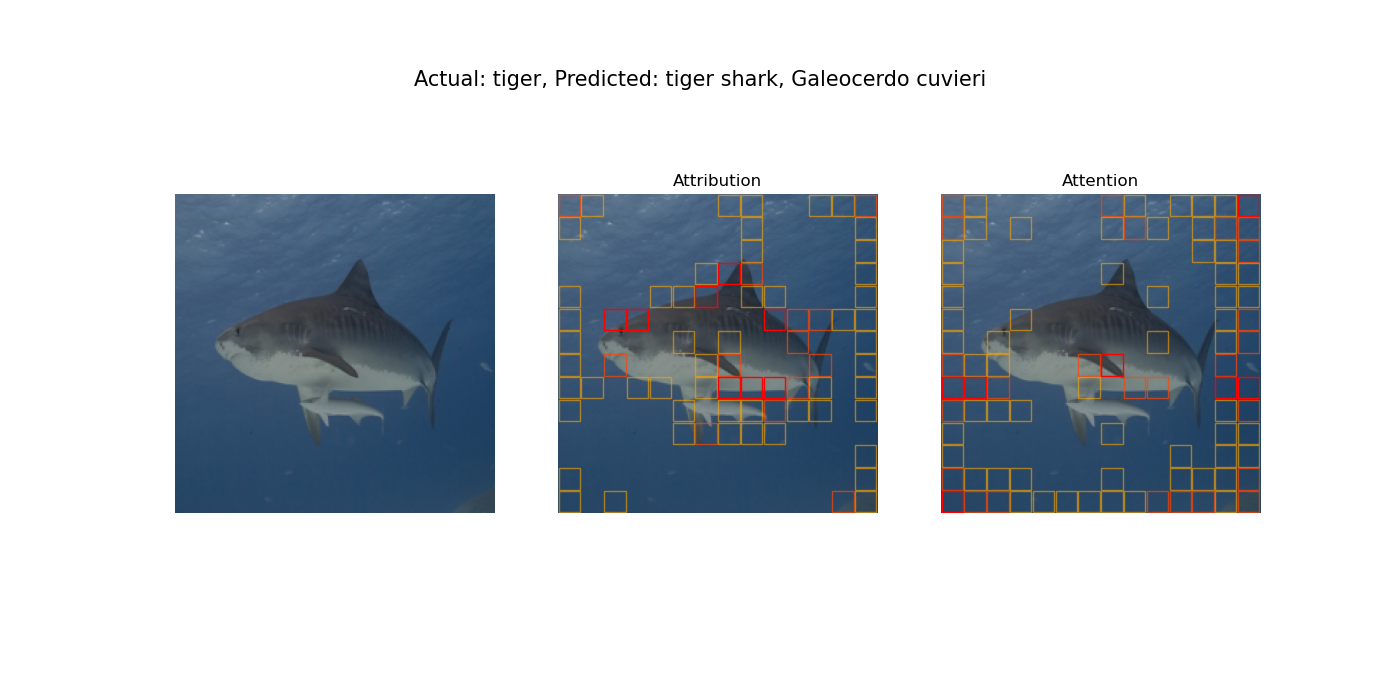 Actual: tiger, Predicted: tiger shark, Galeocerdo cuvieri
Attribution
Attention